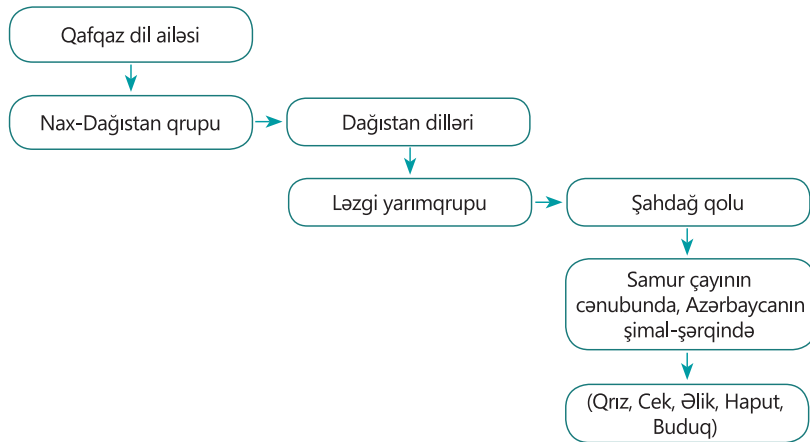 Qafqaz dil ailəsi
Nax-Dağıstan qrupu
Dağıstan dilləri
Ləzgi yarımqrupu
Şahdağ qolu
Samur çayının
cənubunda, Azərbaycanın
şimal-şərqində
(Qrız, Cek, Əlik, Haput,
Buduq)